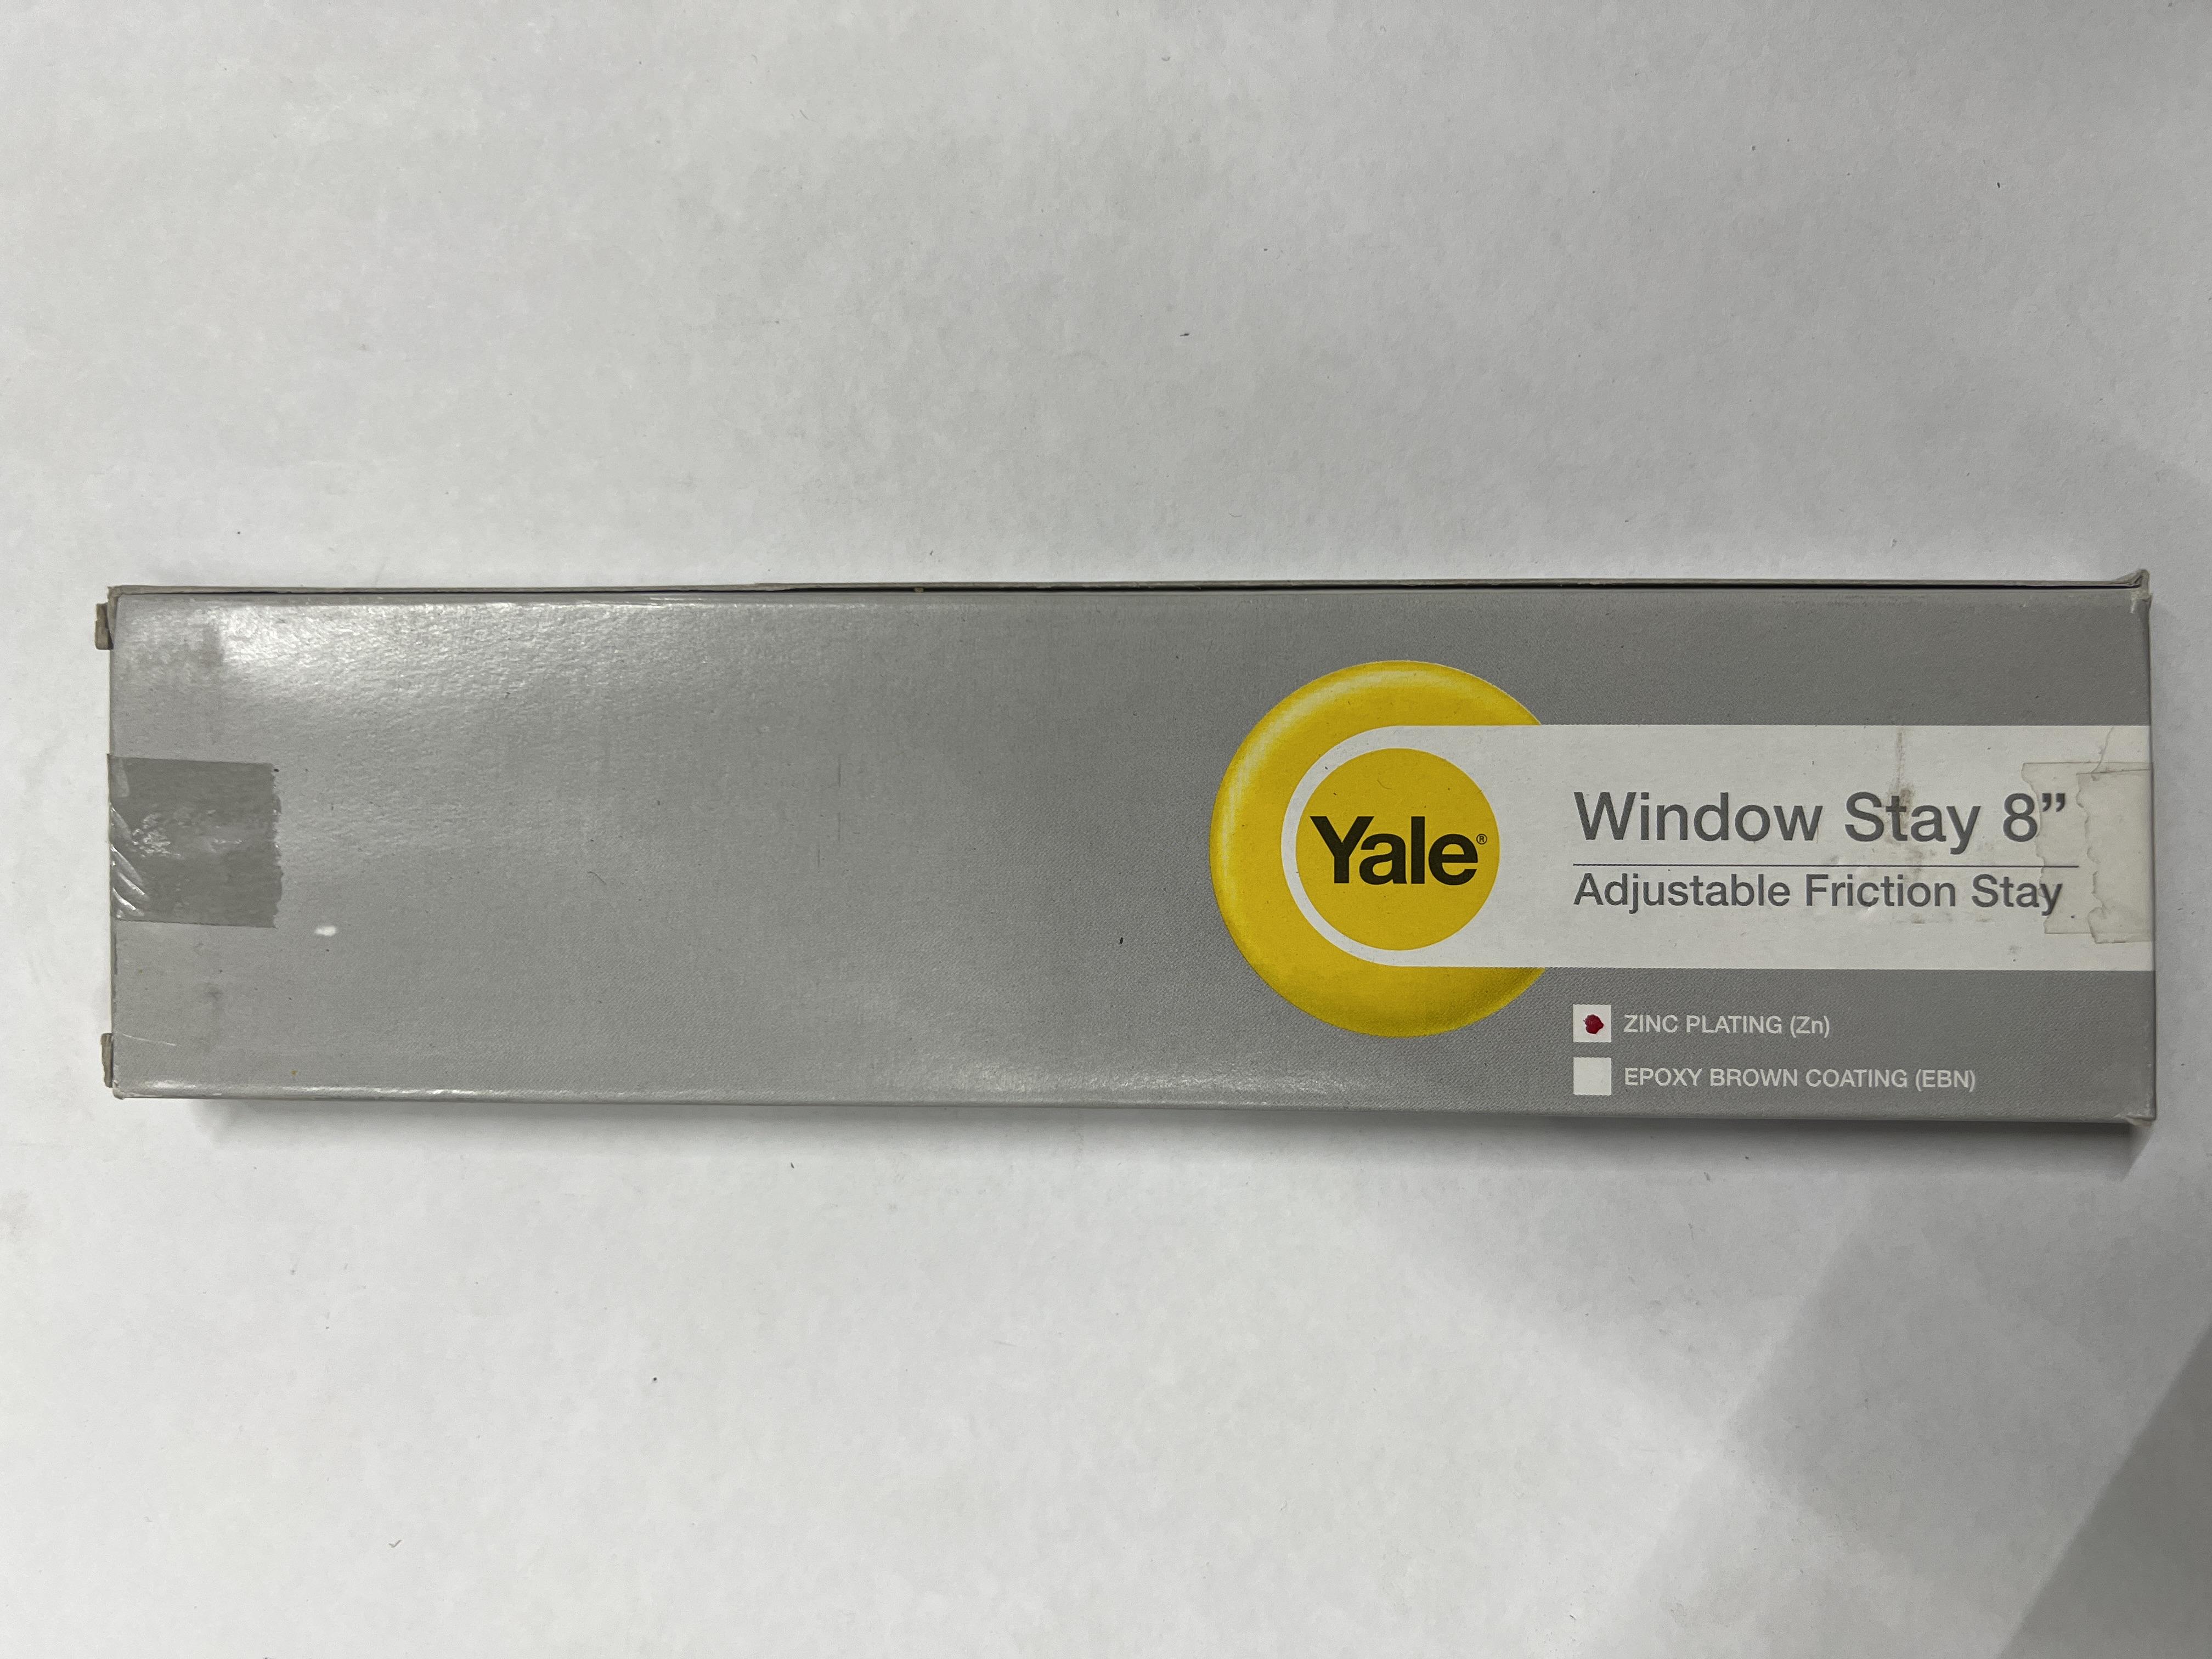 Yale®
Window Stay 8”
Adjustable Friction Stay
ZINC PLATING (Zn)
EPOXY BROWN COATING (EBN)